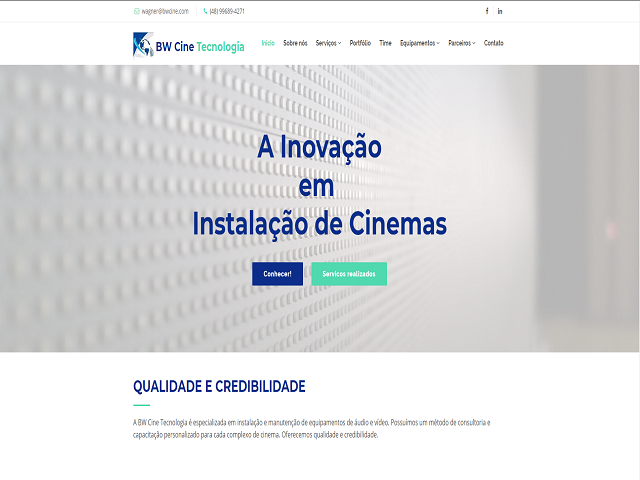 wagner@bwcine.com
(48) 99689-4271
BW Cine Tecnologia
Início Sobre nós Serviços Portfólio Time Equipamentos Parceiros Contato
A Inovação
em
Instalação de Cinemas
Conhecer!
Servicos realizados
QUALIDADE E CREDIBILIDADE
A BW Cine Tecnologia é especializada em instalação e manutenção de equipamentos de áudio e vídeo. Possuímos um método de consultoria e
capacitação personalizado para cada complexo de cinema. Oferecemos qualidade e credibilidade.